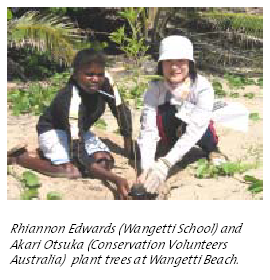 Rhiannon Edwards (Wangetti School) and
Akari Otsuka (Conservation Volunteers
Australia) plant trees at Wangetti Beach.